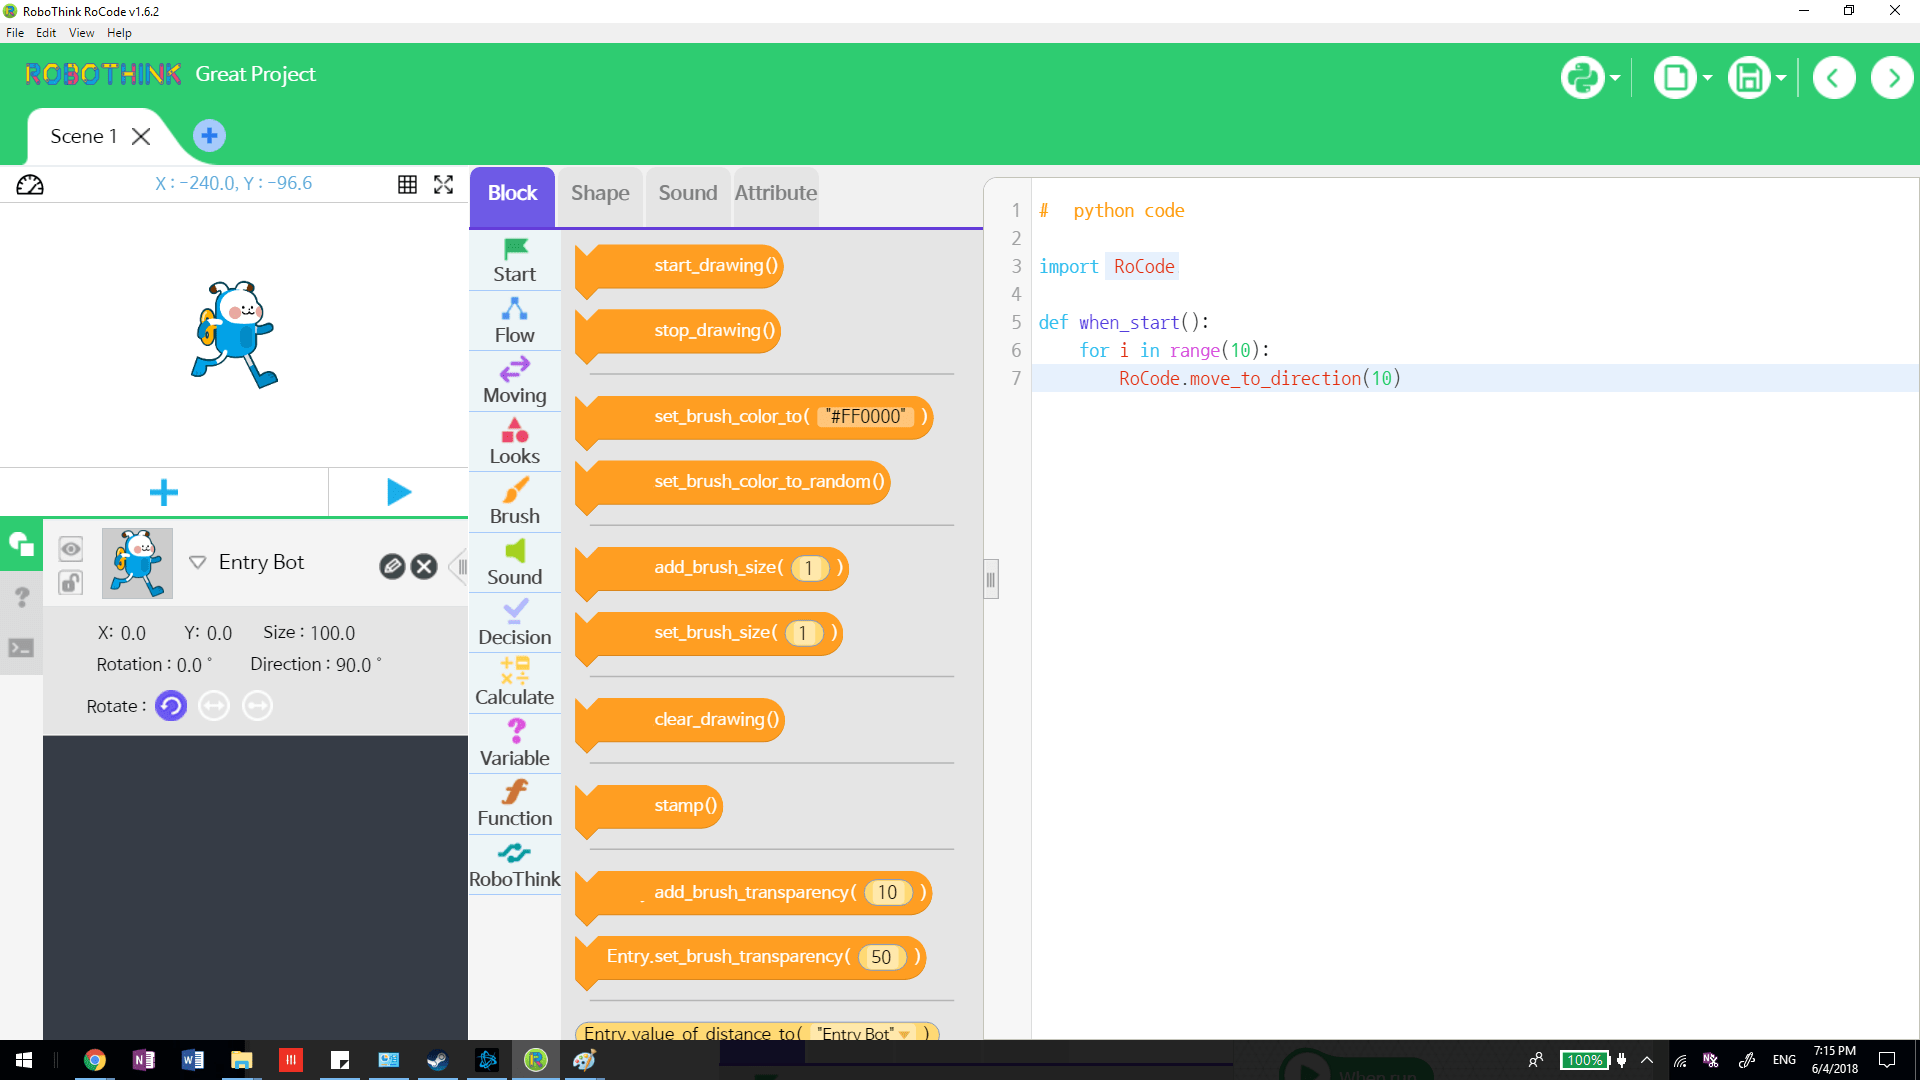 RoboThink RoCode v1.6.2
File Edit View Help
ROBOTHINK Great Project
Scene 1
X : -240.0, Y : -96.6
Block Shape Sound Attribute
Start
Flow
Moving
Looks
Brush
Sound
Decision
Calculate
Variable
Function
RoboThink
start_drawing()
stop_drawing()
set_brush_color_to( "#FF0000" )
set_brush_color_to_random()
add_brush_size( 1 )
set_brush_size( 1 )
clear_drawing()
stamp()
. add_brush_transparency( 10 )
Entry.set_brush_transparency( 50 )
Entry.value_of_distance_to( "Entry Bot" )
1 # python code
2
3 import RoCode
4
5 def when_start():
6 for i in range(10):
7 RoCode.move_to_direction(10)
Entry Bot
X: 0.0 Y: 0.0 Size : 100.0
Rotation : 0.0 ° Direction : 90.0 °
Rotate :
When run
100% ENG 7:15 PM
6/4/2018